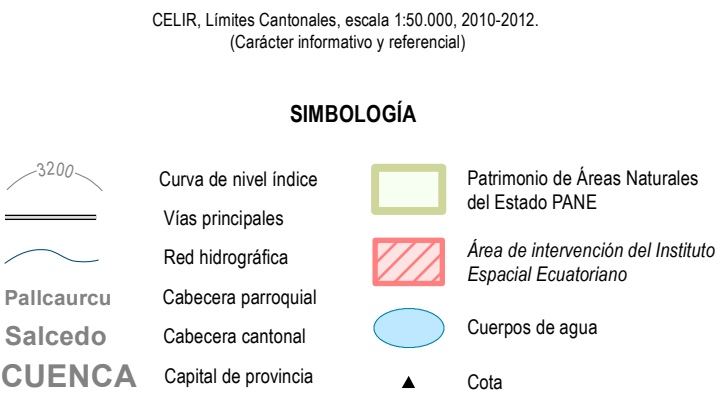 CELIR, Límites Cantonales, escala 1:50.000, 2010-2012.
(Carácter informativo y referencial)
SIMBOLOGÍA
3200
Curva de nivel índice
Vías principales
Red hidrográfica
Pallcaurcu
Cabecera parroquial
Salcedo
Cabecera cantonal
CUENCA
Capital de provincia
Patrimonio de Áreas Naturales
del Estado PANE
Área de intervención del Instituto
Espacial Ecuatoriano
Cuerpos de agua
Cota